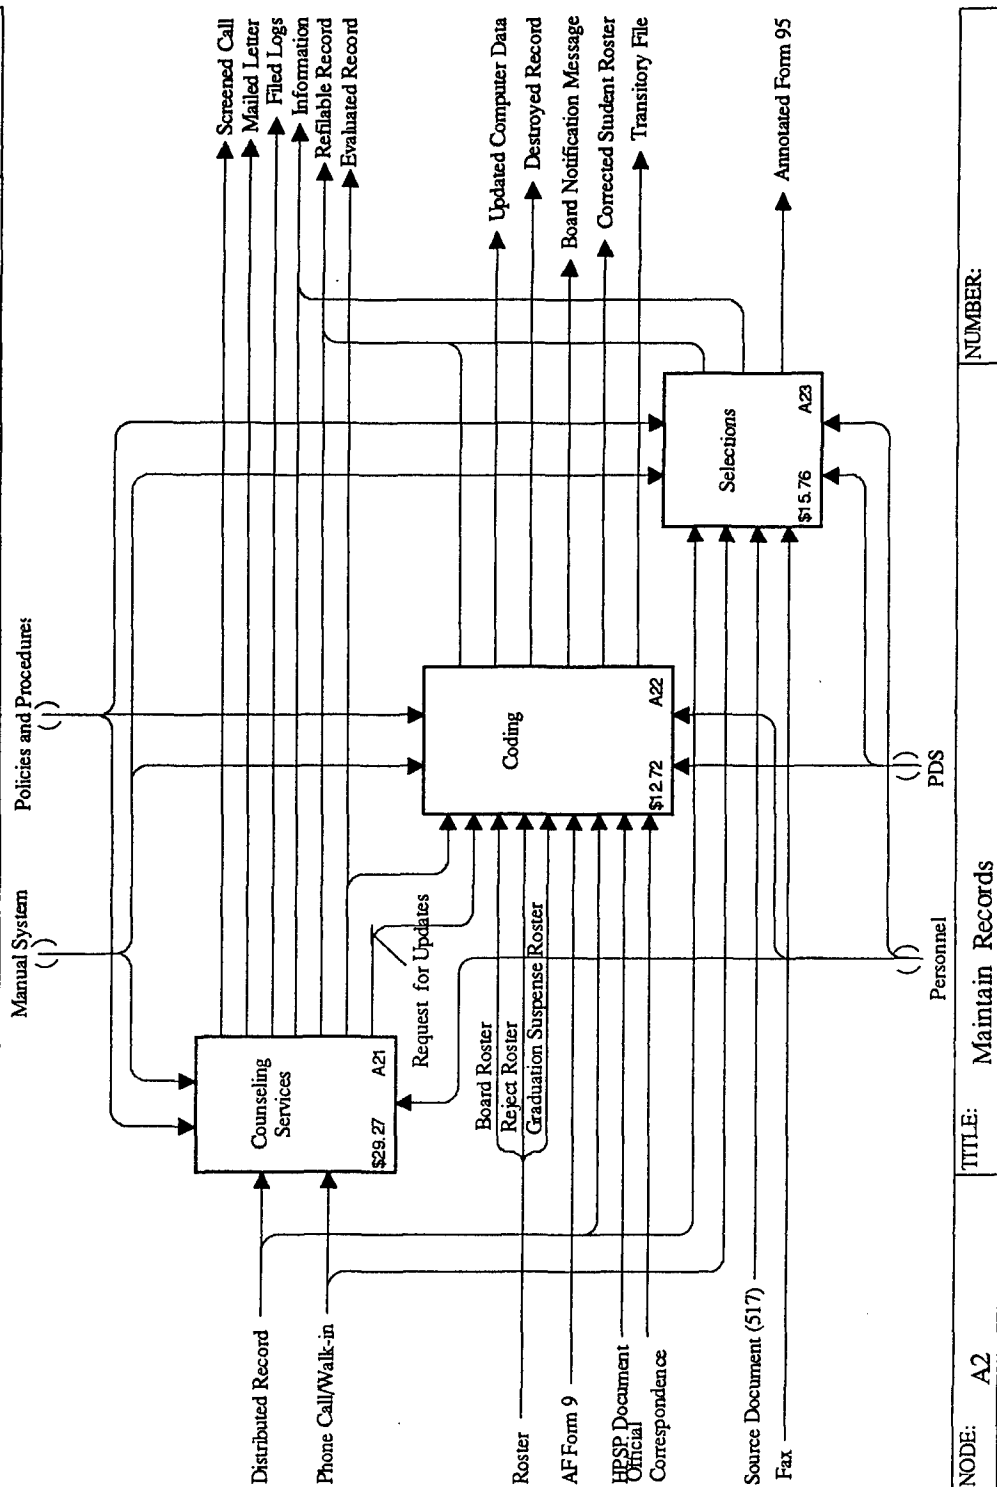 Manual System
Policies and Procedures
Screened Call
Mailed Letter
Filed Logs
Information
Refilable Record
Evaluated Record
Distributed Record
Phone Call/Walk-in
Counseling
Services
$29.27
A21
Request for Updates
Board Roster
Reject Roster
Graduation Suspense Roster
Roster
AF Form 9
HPSP Document
Official
Correspondence
Coding
$12.72
A22
Updated Computer Data
Destroyed Record
Board Notification Message
Corrected Student Roster
Transitory File
Selections
$15.76
A23
Annotated Form 95
Source Document (517)
Fax
Personnel
PDS
NODE:
A2
TITLE:
Maintain Records
NUMBER: